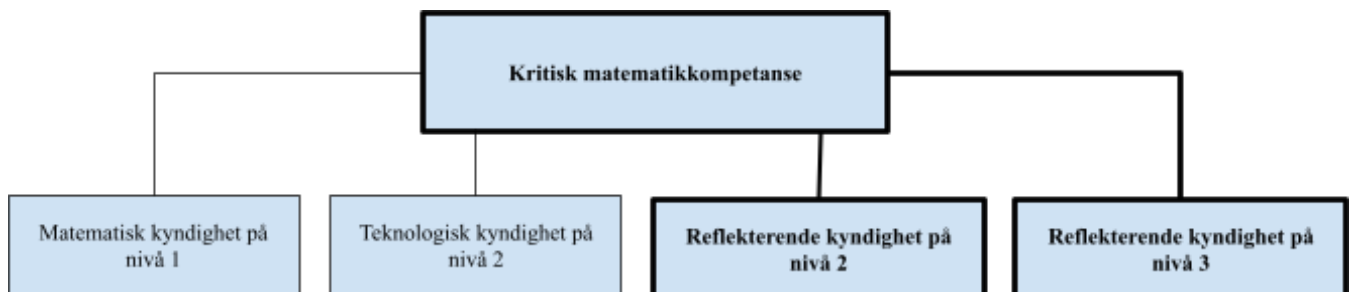 Kritisk matematikkompetanse
Matematisk kyndighet på
nivå 1
Teknologisk kyndighet på
nivå 2
Reflekterende kyndighet på
nivå 2
Reflekterende kyndighet på
nivå 3